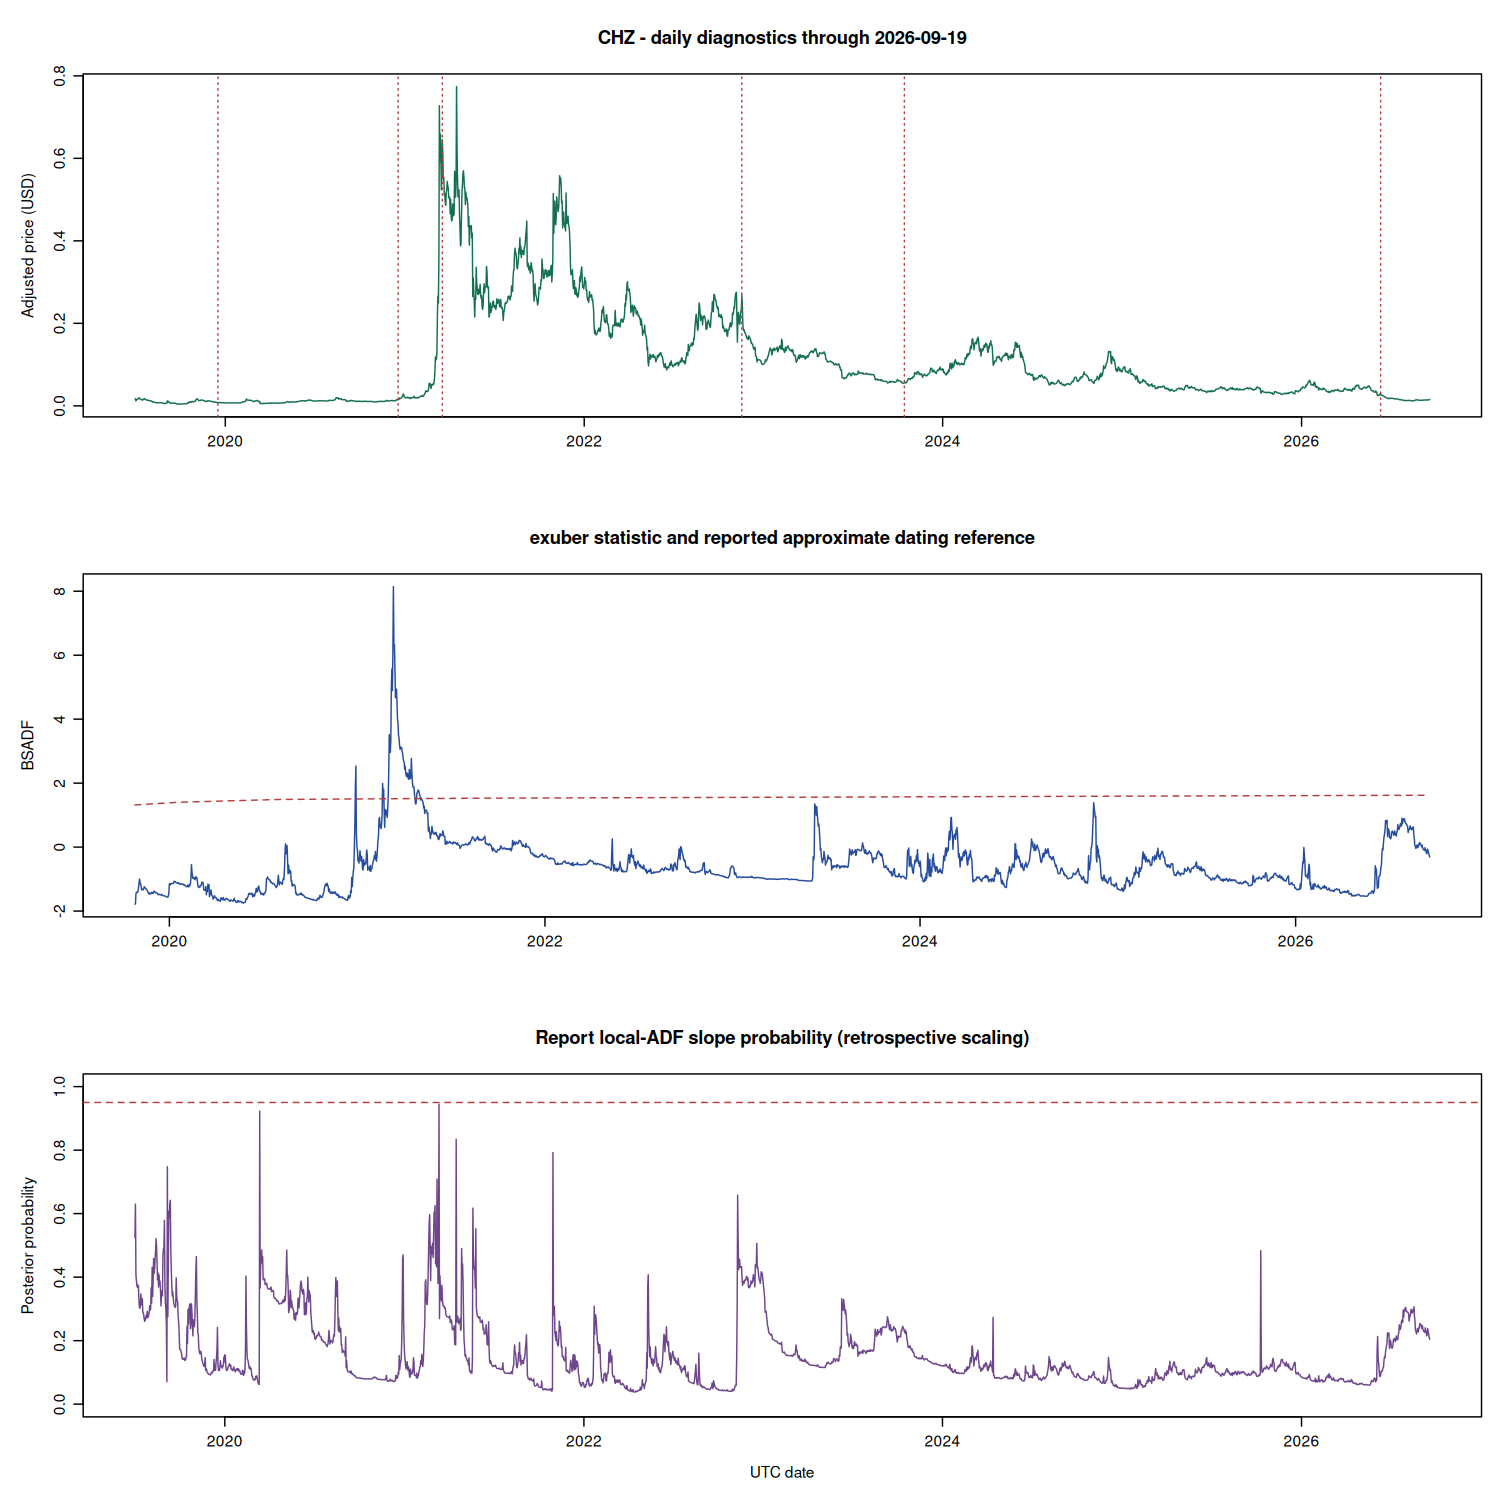 CHZ - daily diagnostics through 2026-09-19
Adjusted price (USD)
0.8
0.6
0.4
0.2
0.0
2020 2022 2024 2026
exuber statistic and reported approximate dating reference
BSADF
8
6
4
2
0
-2
2020 2022 2024 2026
Report local-ADF slope probability (retrospective scaling)
Posterior probability
1.0
0.8
0.6
0.4
0.2
0.0
2020 2022 2024 2026
UTC date